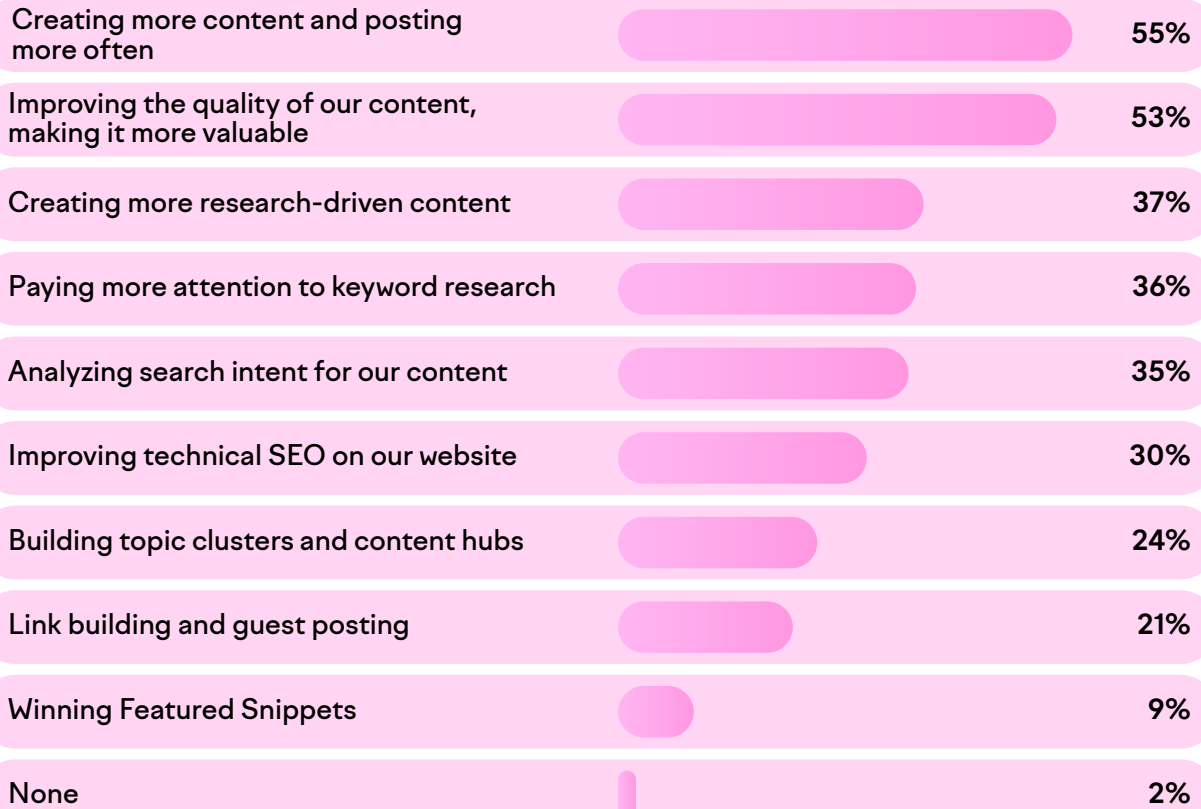 Creating more content and posting
more often
55%
Improving the quality of our content,
making it more valuable
53%
Creating more research-driven content
37%
Paying more attention to keyword research
36%
Analyzing search intent for our content
35%
Improving technical SEO on our website
30%
Building topic clusters and content hubs
24%
Link building and guest posting
21%
Winning Featured Snippets
9%
None
2%